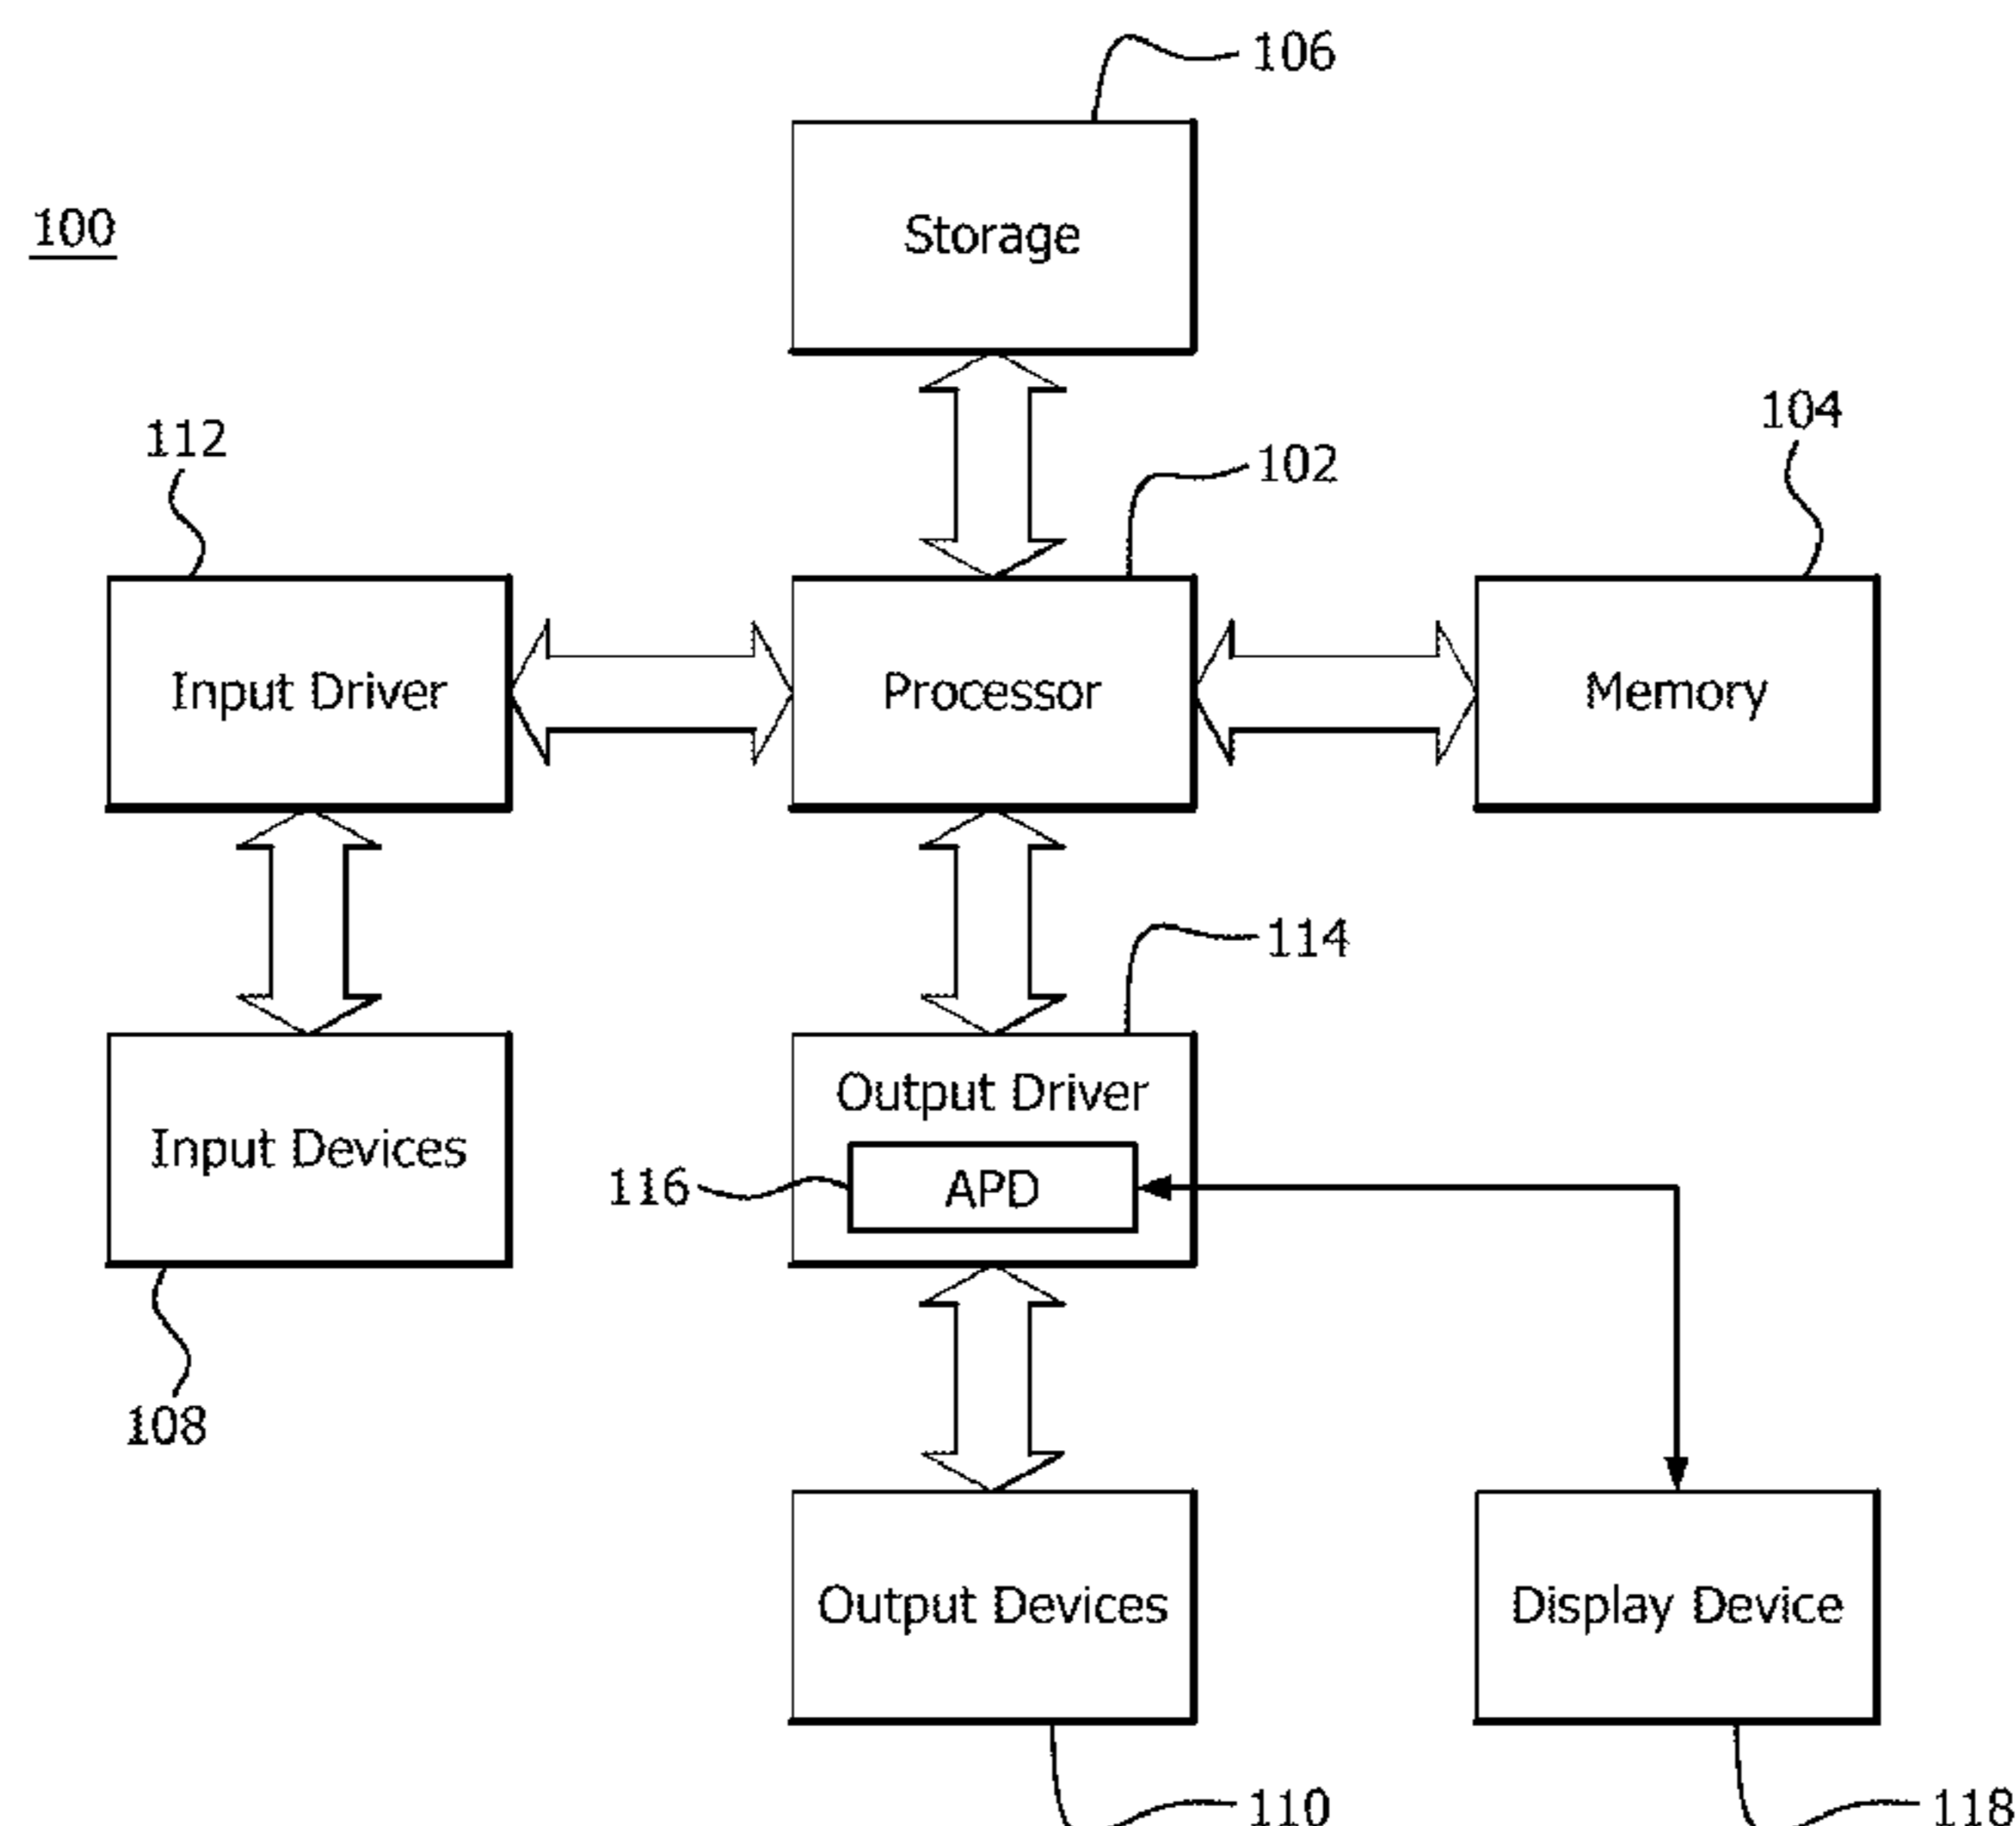 106
100
Storage
104
112
102
Input Driver
Processor
Memory
114
Output Driver
Input Devices
116
APD
108
Output Devices
Display Device
110
118